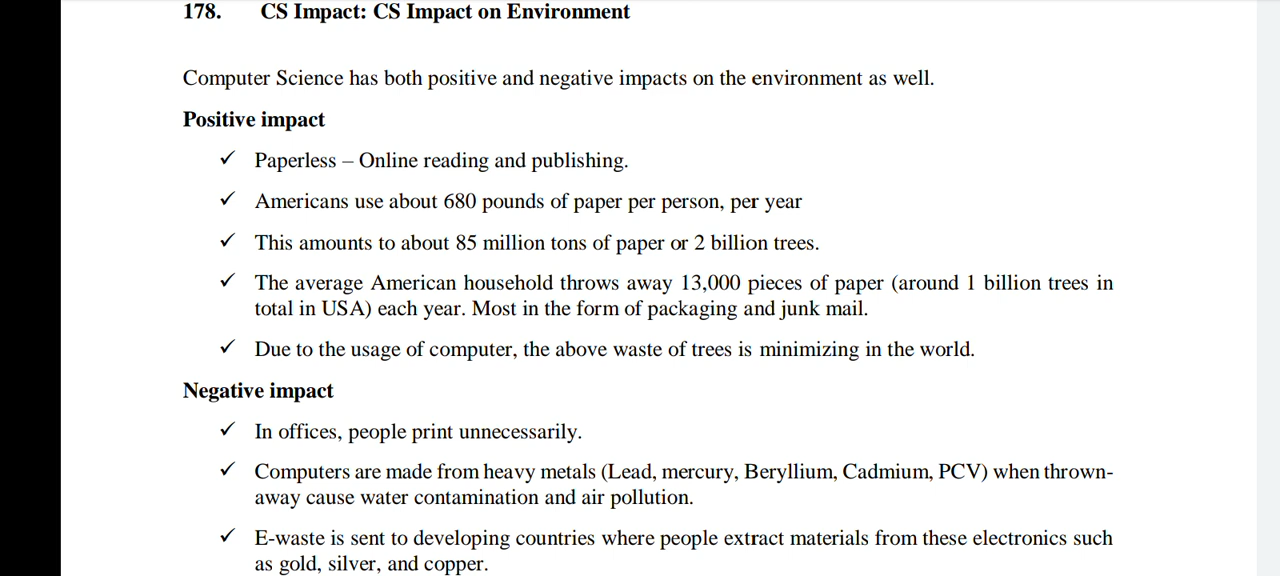 178. CS Impact: CS Impact on Environment
Computer Science has both positive and negative impacts on the environment as well.
Positive impact
✓ Paperless – Online reading and publishing.
✓ Americans use about 680 pounds of paper per person, per year
✓ This amounts to about 85 million tons of paper or 2 billion trees.
✓ The average American household throws away 13,000 pieces of paper (around 1 billion trees in
total in USA) each year. Most in the form of packaging and junk mail.
✓ Due to the usage of computer, the above waste of trees is minimizing in the world.
Negative impact
✓ In offices, people print unnecessarily.
✓ Computers are made from heavy metals (Lead, mercury, Beryllium, Cadmium, PCV) when thrown-
away cause water contamination and air pollution.
✓ E-waste is sent to developing countries where people extract materials from these electronics such
as gold, silver, and copper.